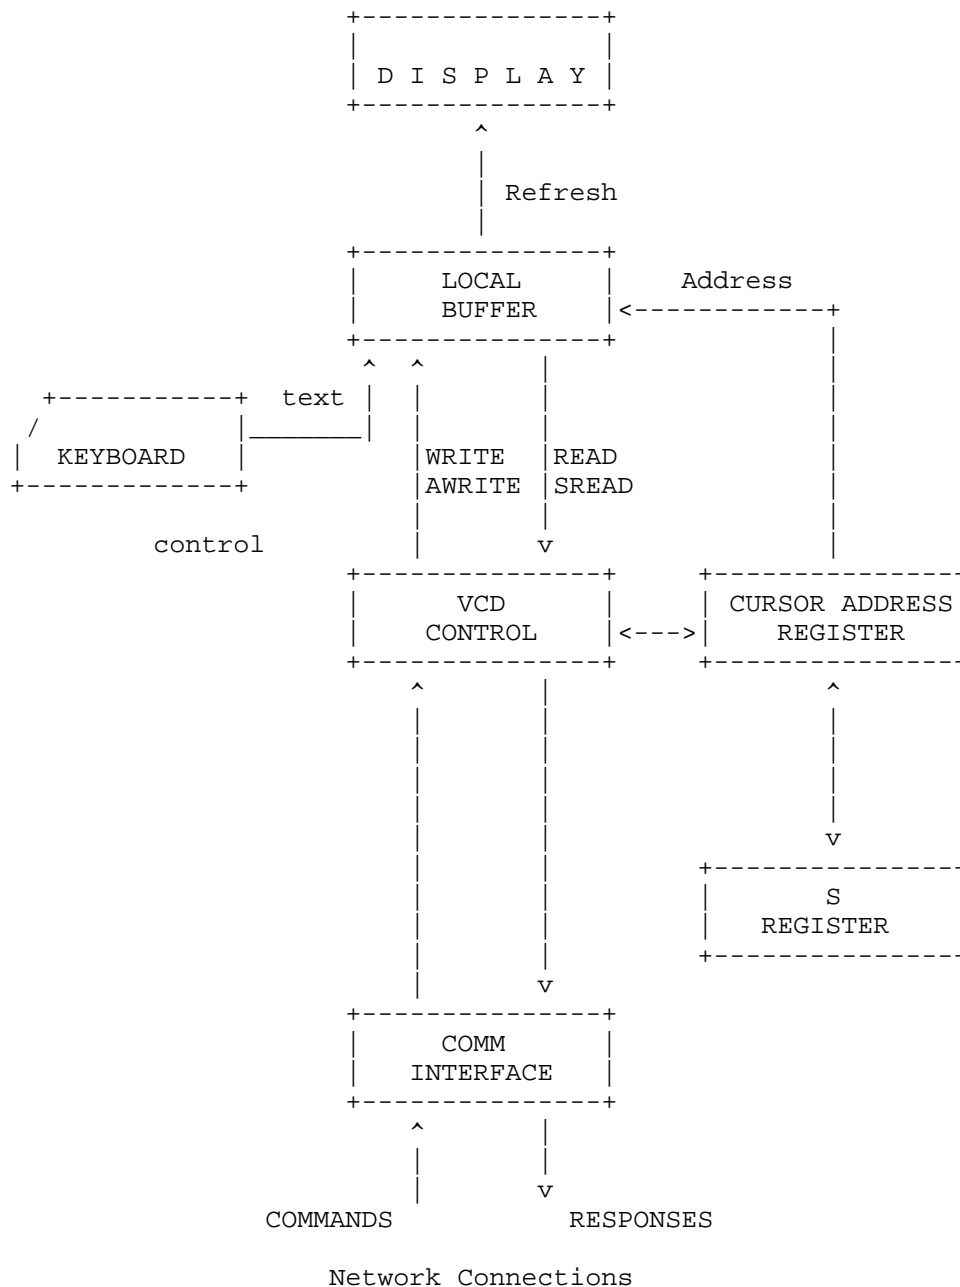 D I S P L A Y
Refresh
LOCAL
BUFFER
Address
text
KEYBOARD
WRITE
READ
AWRITE
SREAD
control
VCD
CONTROL
CURSOR ADDRESS
REGISTER
S
REGISTER
COMM
INTERFACE
COMMANDS
RESPONSES
Network Connections